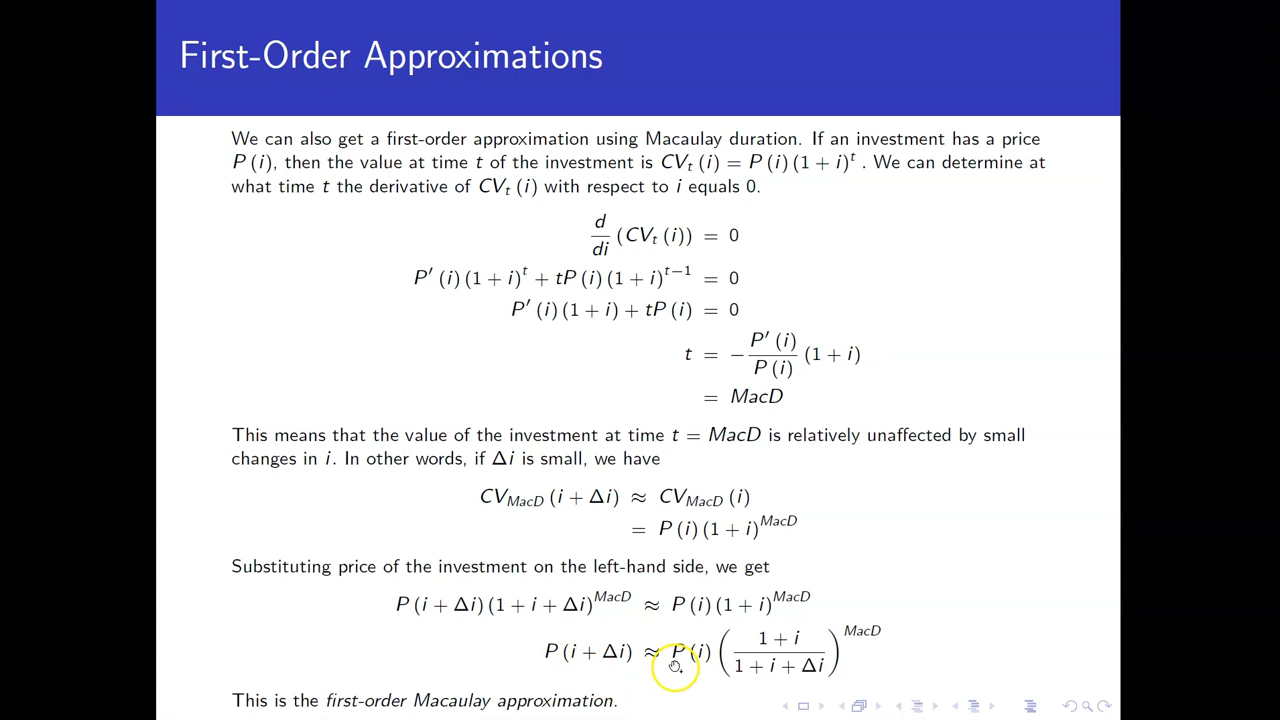 First-Order Approximations
We can also get a first-order approximation using Macaulay duration. If an investment has a price
P (i), then the value at time t of the investment is CVₜ (i) = P (i) (1 + i)ᵗ . We can determine at
what time t the derivative of CVₜ (i) with respect to i equals 0.
d/di (CVₜ (i)) = 0
P′ (i) (1 + i)ᵗ + tP (i) (1 + i)ᵗ⁻¹ = 0
P′ (i) (1 + i) + tP (i) = 0
t = − P′ (i)/P (i) (1 + i)
= MacD
This means that the value of the investment at time t = MacD is relatively unaffected by small
changes in i. In other words, if Δi is small, we have
CV_MacD (i + Δi) ≈ CV_MacD (i)
= P (i) (1 + i)^MacD
Substituting price of the investment on the left-hand side, we get
P (i + Δi) (1 + i + Δi)^MacD ≈ P (i) (1 + i)^MacD
P (i + Δi) ≈ P (i) ((1 + i)/(1 + i + Δi))^MacD
This is the first-order Macaulay approximation.